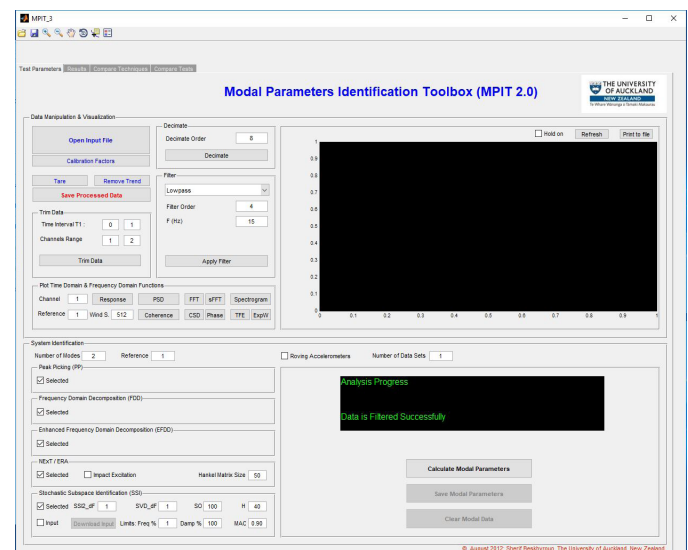 MPIT_3
Test Parameters Results Compare Techniques Compare Tests
Modal Parameters Identification Toolbox (MPIT 2.0)
THE UNIVERSITY
OF AUCKLAND
NEW ZEALAND
Te Whare Wānanga o Tāmaki Makaurau
Data Manipulation & Visualization
Open Input File
Calibration Factors
Tare Remove Trend
Save Processed Data
Trim Data
Time Interval T1 : 0 1
Channels Range 1 2
Trim Data
Decimate
Decimate Order 8
Decimate
Filter
Lowpass
Filter Order 4
F (Hz) 15
Apply Filter
Plot Time Domain & Frequency Domain Functions
Channel 1 Response PSD FFT sFFT Spectrogram
Reference 1 Wind S. 512 Coherence CSD Phase TFE ExpW
Hold on Refresh Print to file
1
0.9
0.8
0.7
0.6
0.5
0.4
0.3
0.2
0.1
0
0 0.1 0.2 0.3 0.4 0.5 0.6 0.7 0.8 0.9 1
System Identification
Number of Modes 2 Reference 1
Roving Accelerometers Number of Data Sets 1
Peak Picking (PP)
Selected
Frequency Domain Decomposition (FDD)
Selected
Enhanced Frequency Domain Decomposition (EFDD)
Selected
NExT / ERA
Selected Impact Excitation Hankel Matrix Size 50
Stochastic Subspace Identification (SSI)
Selected SSI2_dF 1 SVD_dF 1 SO 100 H 40
Input Download Input Limits: Freq % 1 Damp % 100 MAC 0.90
Analysis Progress
Data is Filtered Successfully
Calculate Modal Parameters
Save Modal Parameters
Clear Modal Data
© August 2012; Sherif Beskhyroun, The University of Auckland, New Zealand